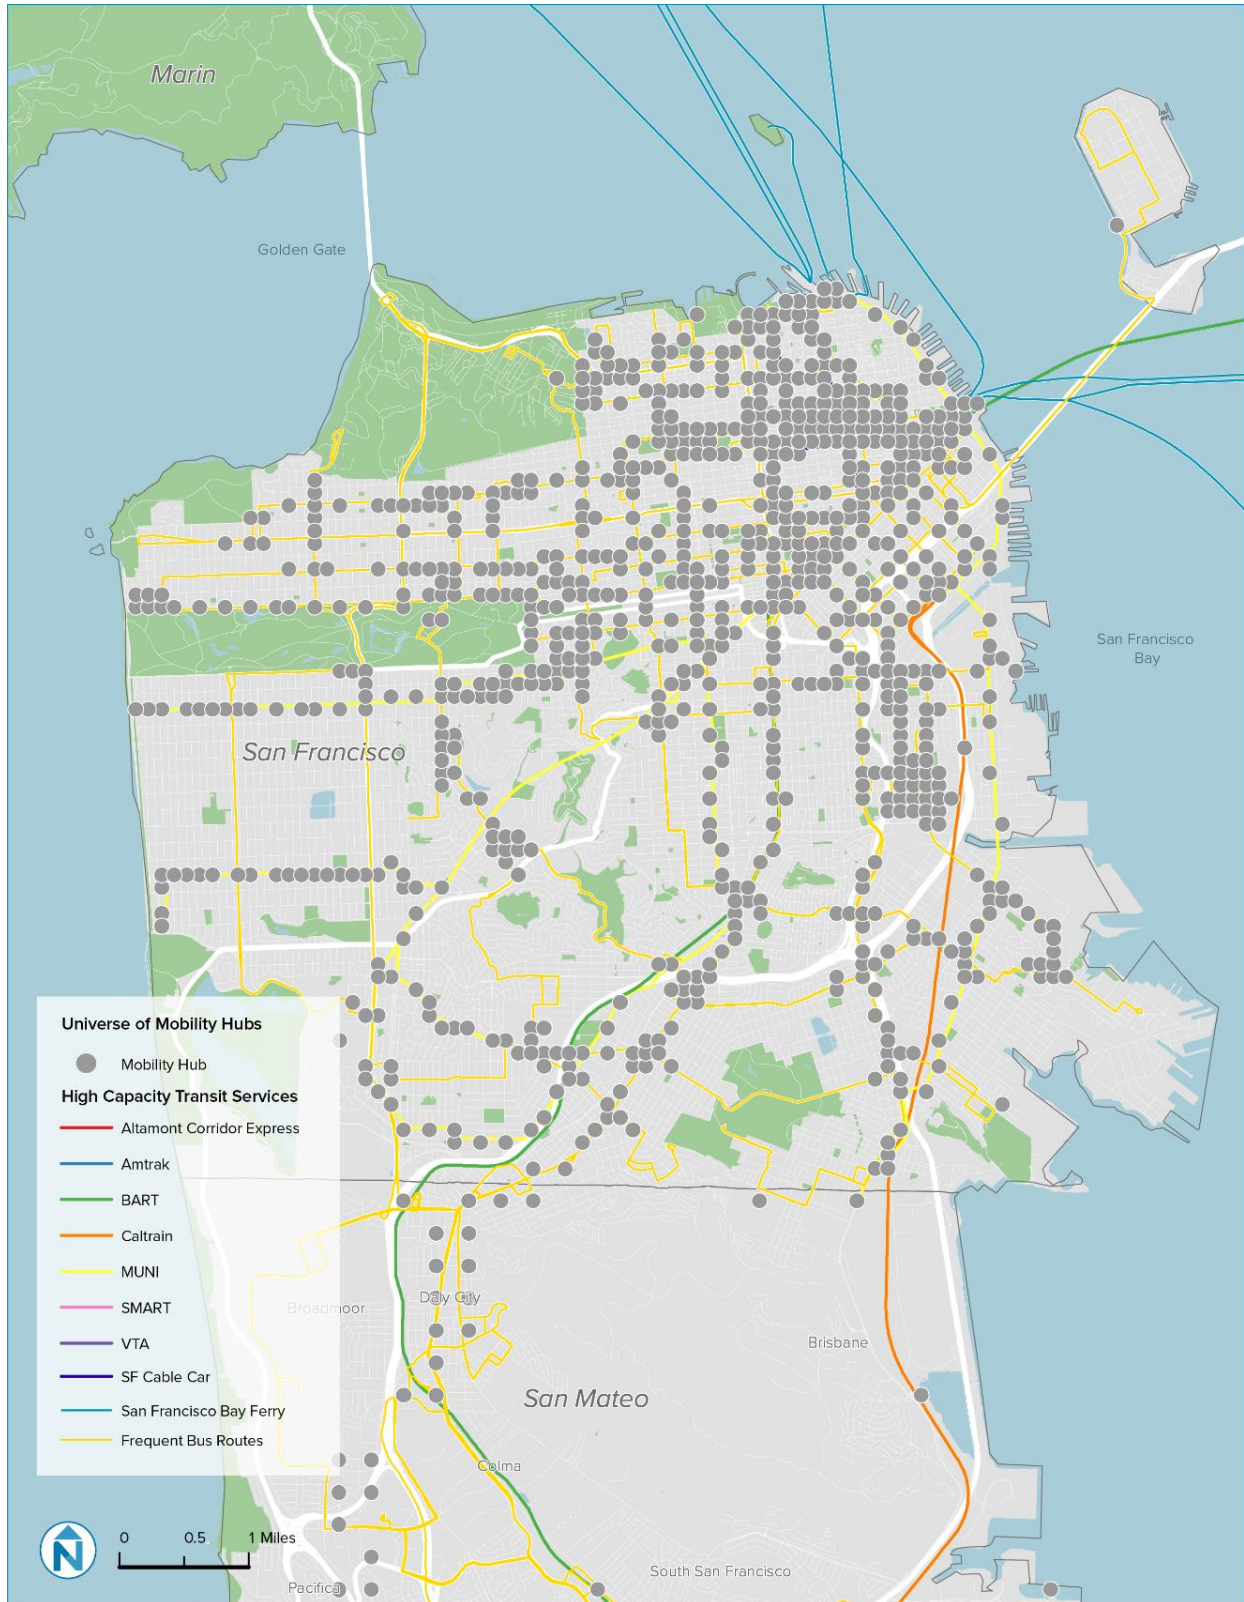 Marin
Golden Gate
San Francisco
Bay
San Francisco
Universe of Mobility Hubs
Mobility Hub
High Capacity Transit Services
Altamont Corridor Express
Amtrak
BART
Caltrain
MUNI
SMART
VTA
SF Cable Car
San Francisco Bay Ferry
Frequent Bus Routes
Broadmoor
Daly City
Brisbane
San Mateo
Colma
N
0 0.5 1 Miles
South San Francisco
Pacifica